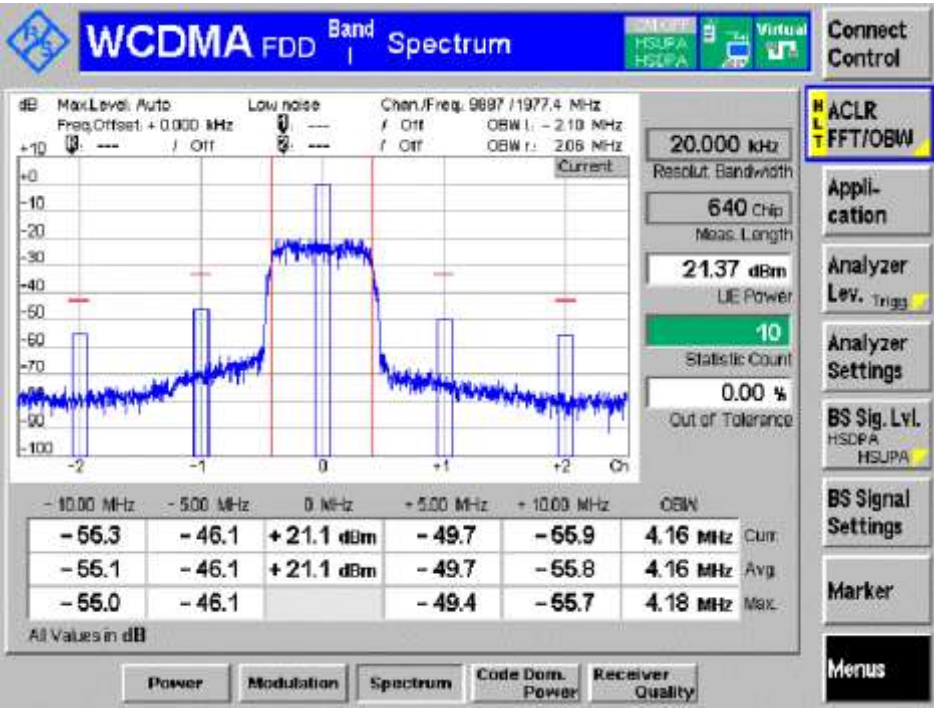 R&S
WCDMA FDD Band I Spectrum
CM OFF
HSUPA
HSDPA
Virtual
Connect Control
dB Max.Level: Auto Low noise Chan./Freq.: 9887 / 1977.4 MHz
Freq.Offset: + 0.000 kHz 1: --- / Off OBW l.: – 2.10 MHz
R: --- / Off 2: --- / Off OBW r.: 2.06 MHz
Current
+10
+0
-10
-20
-30
-40
-50
-60
-70
-80
-90
-100
-2 -1 0 +1 +2 Ch
20.000 kHz
Resolut. Bandwidth
640 Chip
Meas. Length
21.37 dBm
UE Power
10
Statistic Count
0.00 %
Out of Tolerance
– 10.00 MHz – 5.00 MHz 0 MHz + 5.00 MHz + 10.00 MHz OBW
– 55.3 – 46.1 + 21.1 dBm – 49.7 – 55.9 4.16 MHz Curr.
– 55.1 – 46.1 + 21.1 dBm – 49.7 – 55.8 4.16 MHz Avg.
– 55.0 – 46.1 – 49.4 – 55.7 4.18 MHz Max.
All Values in dB
HLT
ACLR
FFT/OBW
Appli-
cation
Analyzer
Lev. Trigg.
Analyzer
Settings
BS Sig. Lvl.
HSDPA
HSUPA
BS Signal
Settings
Marker
Menus
Power Modulation Spectrum Code Dom. Power Receiver Quality